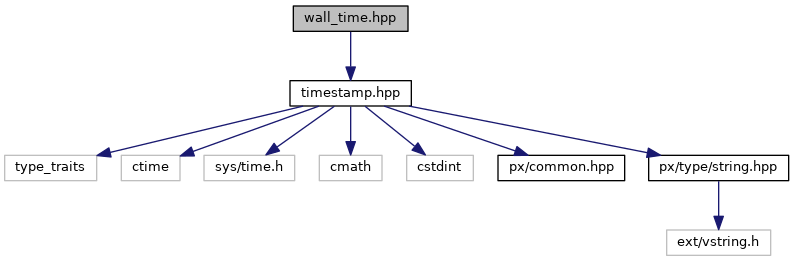 wall_time.hpp
timestamp.hpp
type_traits
ctime
sys/time.h
cmath
cstdint
px/common.hpp
px/type/string.hpp
ext/vstring.h